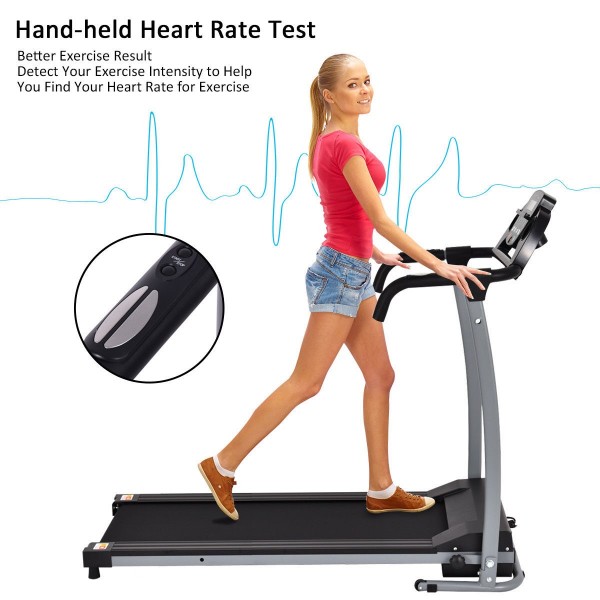 Hand-held Heart Rate Test
Better Exercise Result
Detect Your Exercise Intensity to Help
You Find Your Heart Rate for Exercise